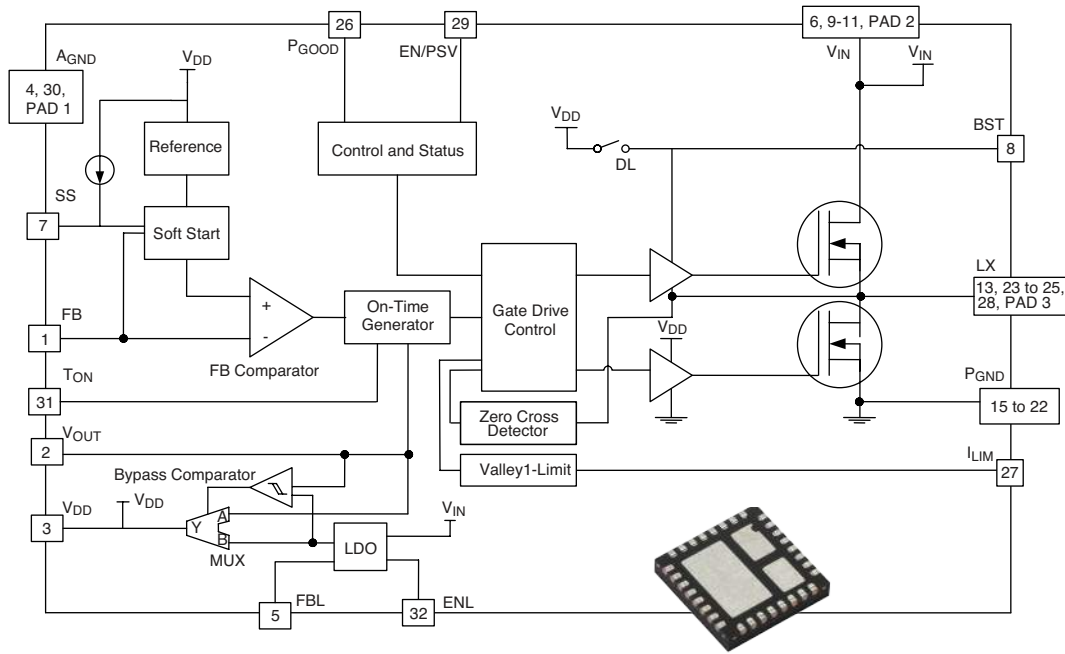 26
29
6, 9-11, PAD 2
PGOOD
EN/PSV
VIN
VIN
AGND
4, 30,
PAD 1
VDD
Reference
Control and Status
VDD
DL
BST
8
SS
7
Soft Start
LX
13, 23 to 25,
28, PAD 3
FB
1
+
-
FB Comparator
On-Time
Generator
Gate Drive
Control
VDD
TON
31
PGND
15 to 22
Zero Cross
Detector
VOUT
2
Bypass Comparator
Valley1-Limit
ILIM
27
VDD
3
VDD
Y
A
B
MUX
LDO
VIN
FBL
5
ENL
32